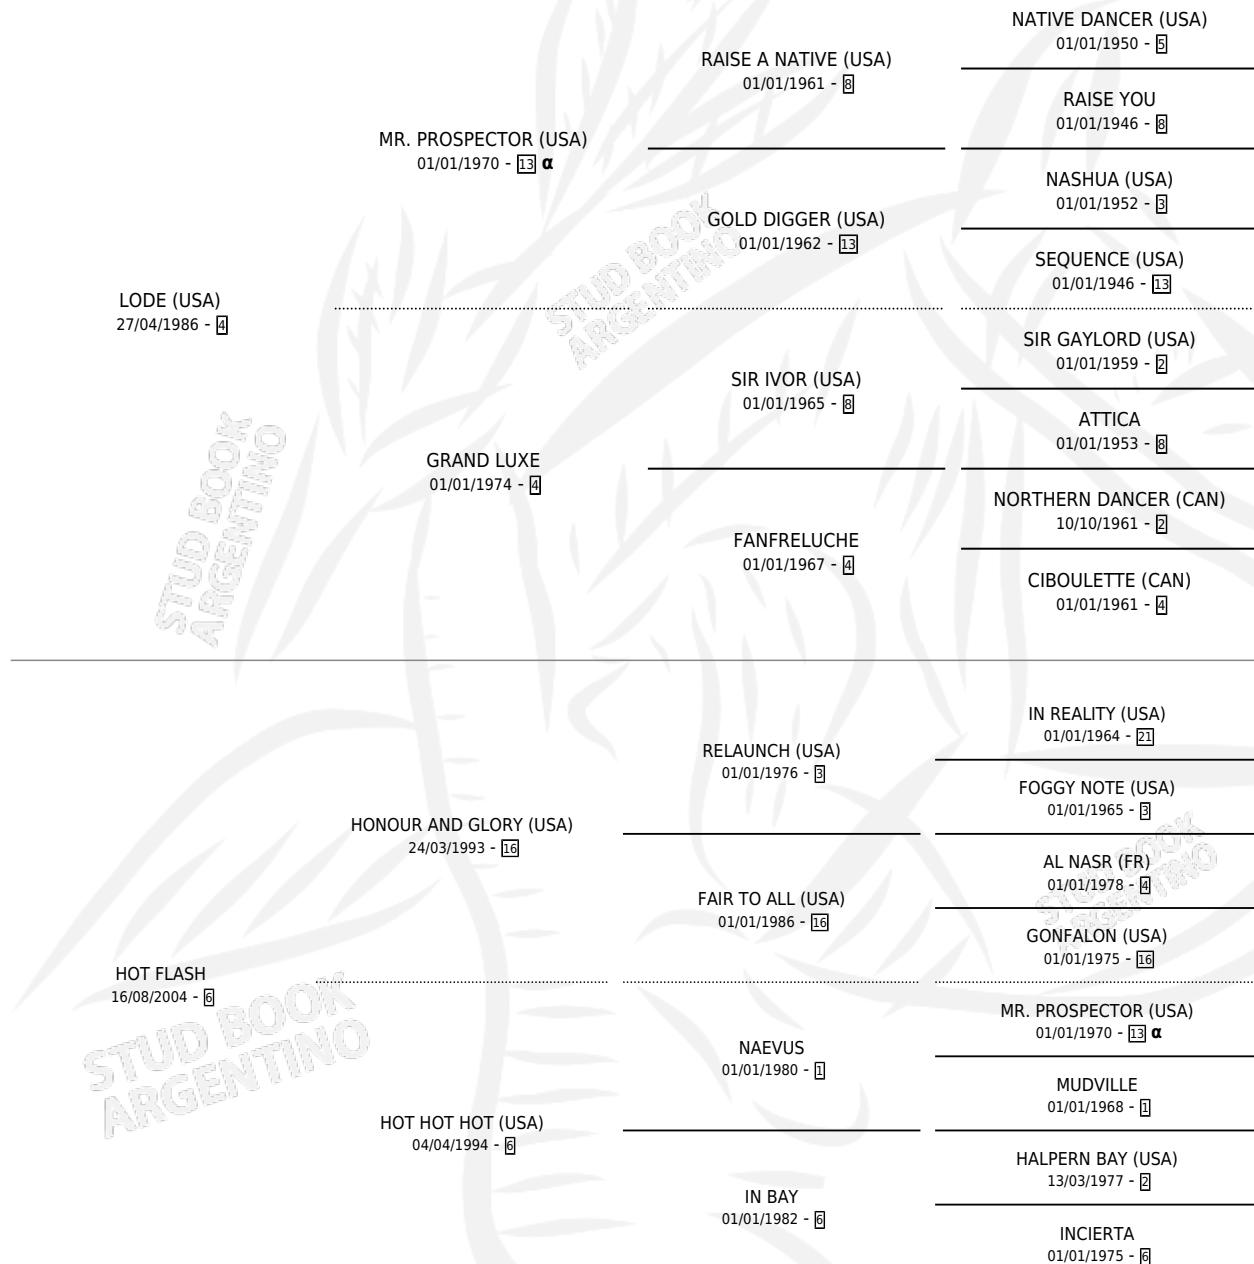 NATIVE DANCER (USA)
01/01/1950 - 5
RAISE A NATIVE (USA)
01/01/1961 - 8
RAISE YOU
01/01/1946 - 8
MR. PROSPECTOR (USA)
01/01/1970 - 13 α
NASHUA (USA)
01/01/1952 - 3
GOLD DIGGER (USA)
01/01/1962 - 13
SEQUENCE (USA)
01/01/1946 - 13
LODE (USA)
27/04/1986 - 4
SIR GAYLORD (USA)
01/01/1959 - 2
SIR IVOR (USA)
01/01/1965 - 8
ATTICA
01/01/1953 - 8
GRAND LUXE
01/01/1974 - 4
NORTHERN DANCER (CAN)
10/10/1961 - 2
FANFRELUCHE
01/01/1967 - 4
CIBOULETTE (CAN)
01/01/1961 - 4
IN REALITY (USA)
01/01/1964 - 21
RELAUNCH (USA)
01/01/1976 - 3
FOGGY NOTE (USA)
01/01/1965 - 3
HONOUR AND GLORY (USA)
24/03/1993 - 16
AL NASR (FR)
01/01/1978 - 4
FAIR TO ALL (USA)
01/01/1986 - 16
GONFALON (USA)
01/01/1975 - 16
HOT FLASH
16/08/2004 - 6
MR. PROSPECTOR (USA)
01/01/1970 - 13 α
NAEVUS
01/01/1980 - 1
MUDVILLE
01/01/1968 - 1
HOT HOT HOT (USA)
04/04/1994 - 6
HALPERN BAY (USA)
13/03/1977 - 2
IN BAY
01/01/1982 - 6
INCIERTA
01/01/1975 - 6
STUD BOOK
ARGENTINO
STUD BOOK
ARGENTINO
STUD BOOK
ARGENTINO
STUD BOOK
ARGENTINO